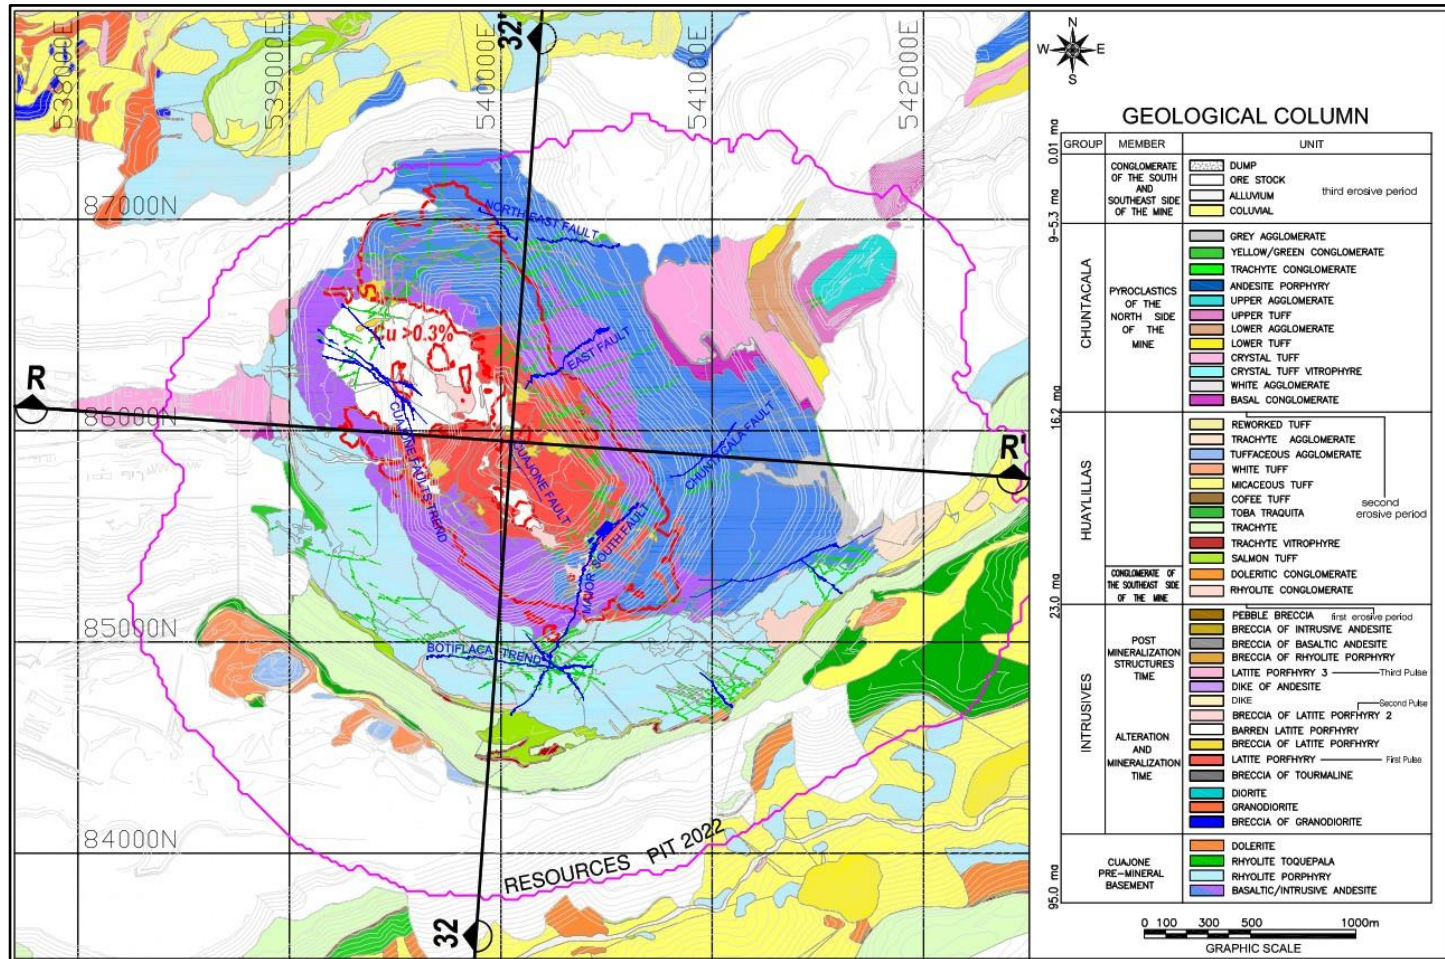 538000E
539000E
540000E
541000E
542000E
32'
87000N
86000N
85000N
84000N
NORTH EAST FAULT
Cu >0.3%
EAST FAULT
R
CUAJONE FAULTS TREND
CUAJONE FAULT
CHUNTACALA FAULT
R'
MAJOR SOUTH FAULT
BOTIFLACA TREND
RESOURCES PIT 2022
32
N
W E
S
GEOLOGICAL COLUMN
GROUP MEMBER UNIT
0.01 ma
CONGLOMERATE
OF THE SOUTH
AND
SOUTHEAST SIDE
OF THE MINE
DUMP
ORE STOCK
ALLUVIUM
COLUVIAL
third erosive period
9-5.3 ma
CHUNTACALA
PYROCLASTICS
OF THE
NORTH SIDE
OF THE
MINE
GREY AGGLOMERATE
YELLOW/GREEN CONGLOMERATE
TRACHYTE CONGLOMERATE
ANDESITE PORPHYRY
UPPER AGGLOMERATE
UPPER TUFF
LOWER AGGLOMERATE
LOWER TUFF
CRYSTAL TUFF
CRYSTAL TUFF VITROPHYRE
WHITE AGGLOMERATE
BASAL CONGLOMERATE
16.2 ma
HUAYLILLAS
REWORKED TUFF
TRACHYTE AGGLOMERATE
TUFFACEOUS AGGLOMERATE
WHITE TUFF
MICACEOUS TUFF
COFEE TUFF
TOBA TRAQUITA
TRACHYTE
TRACHYTE VITROPHYRE
SALMON TUFF
second
erosive period
CONGLOMERATE OF
THE SOUTHEAST SIDE
OF THE MINE
DOLERITIC CONGLOMERATE
RHYOLITE CONGLOMERATE
23.0 ma
INTRUSIVES
POST
MINERALIZATION
STRUCTURES
TIME
ALTERATION
AND
MINERALIZATION
TIME
PEBBLE BRECCIA first erosive period
BRECCIA OF INTRUSIVE ANDESITE
BRECCIA OF BASALTIC ANDESITE
BRECCIA OF RHYOLITE PORPHYRY
LATITE PORFHYRY 3 Third Pulse
DIKE OF ANDESITE
DIKE Second Pulse
BRECCIA OF LATITE PORFHYRY 2
BARREN LATITE PORFHYRY
BRECCIA OF LATITE PORFHYRY
LATITE PORFHYRY First Pulse
BRECCIA OF TOURMALINE
DIORITE
GRANODIORITE
BRECCIA OF GRANODIORITE
95.0 ma
CUAJONE
PRE-MINERAL
BASEMENT
DOLERITE
RHYOLITE TOQUEPALA
RHYOLITE PORPHYRY
BASALTIC/INTRUSIVE ANDESITE
0 100 300 500 1000m
GRAPHIC SCALE